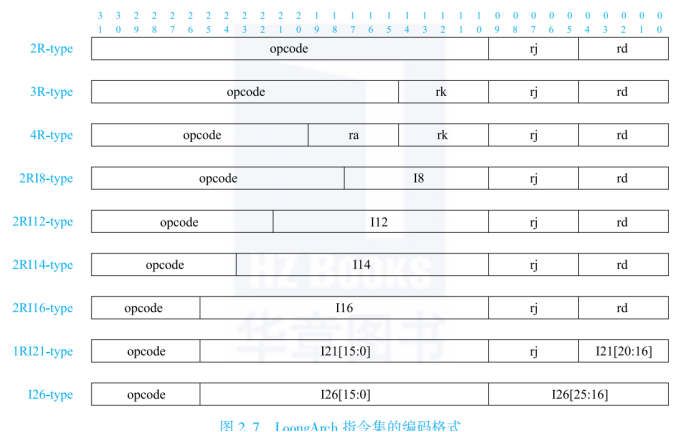 3 3 2 2 2 2 2 2 2 2 2 2 1 1 1 1 1 1 1 1 1 1 0 0 0 0 0 0 0 0 0 0
1 0 9 8 7 6 5 4 3 2 1 0 9 8 7 6 5 4 3 2 1 0 9 8 7 6 5 4 3 2 1 0
2R-type opcode rj rd
3R-type opcode rk rj rd
4R-type opcode ra rk rj rd
2RI8-type opcode I8 rj rd
2RI12-type opcode I12 rj rd
2RI14-type opcode I14 rj rd
HZ BOOKS
2RI16-type opcode I16 rj rd
华章图书
1RI21-type opcode I21[15:0] rj I21[20:16]
I26-type opcode I26[15:0] I26[25:16]
图 2.7 LoongArch 指令集的编码格式